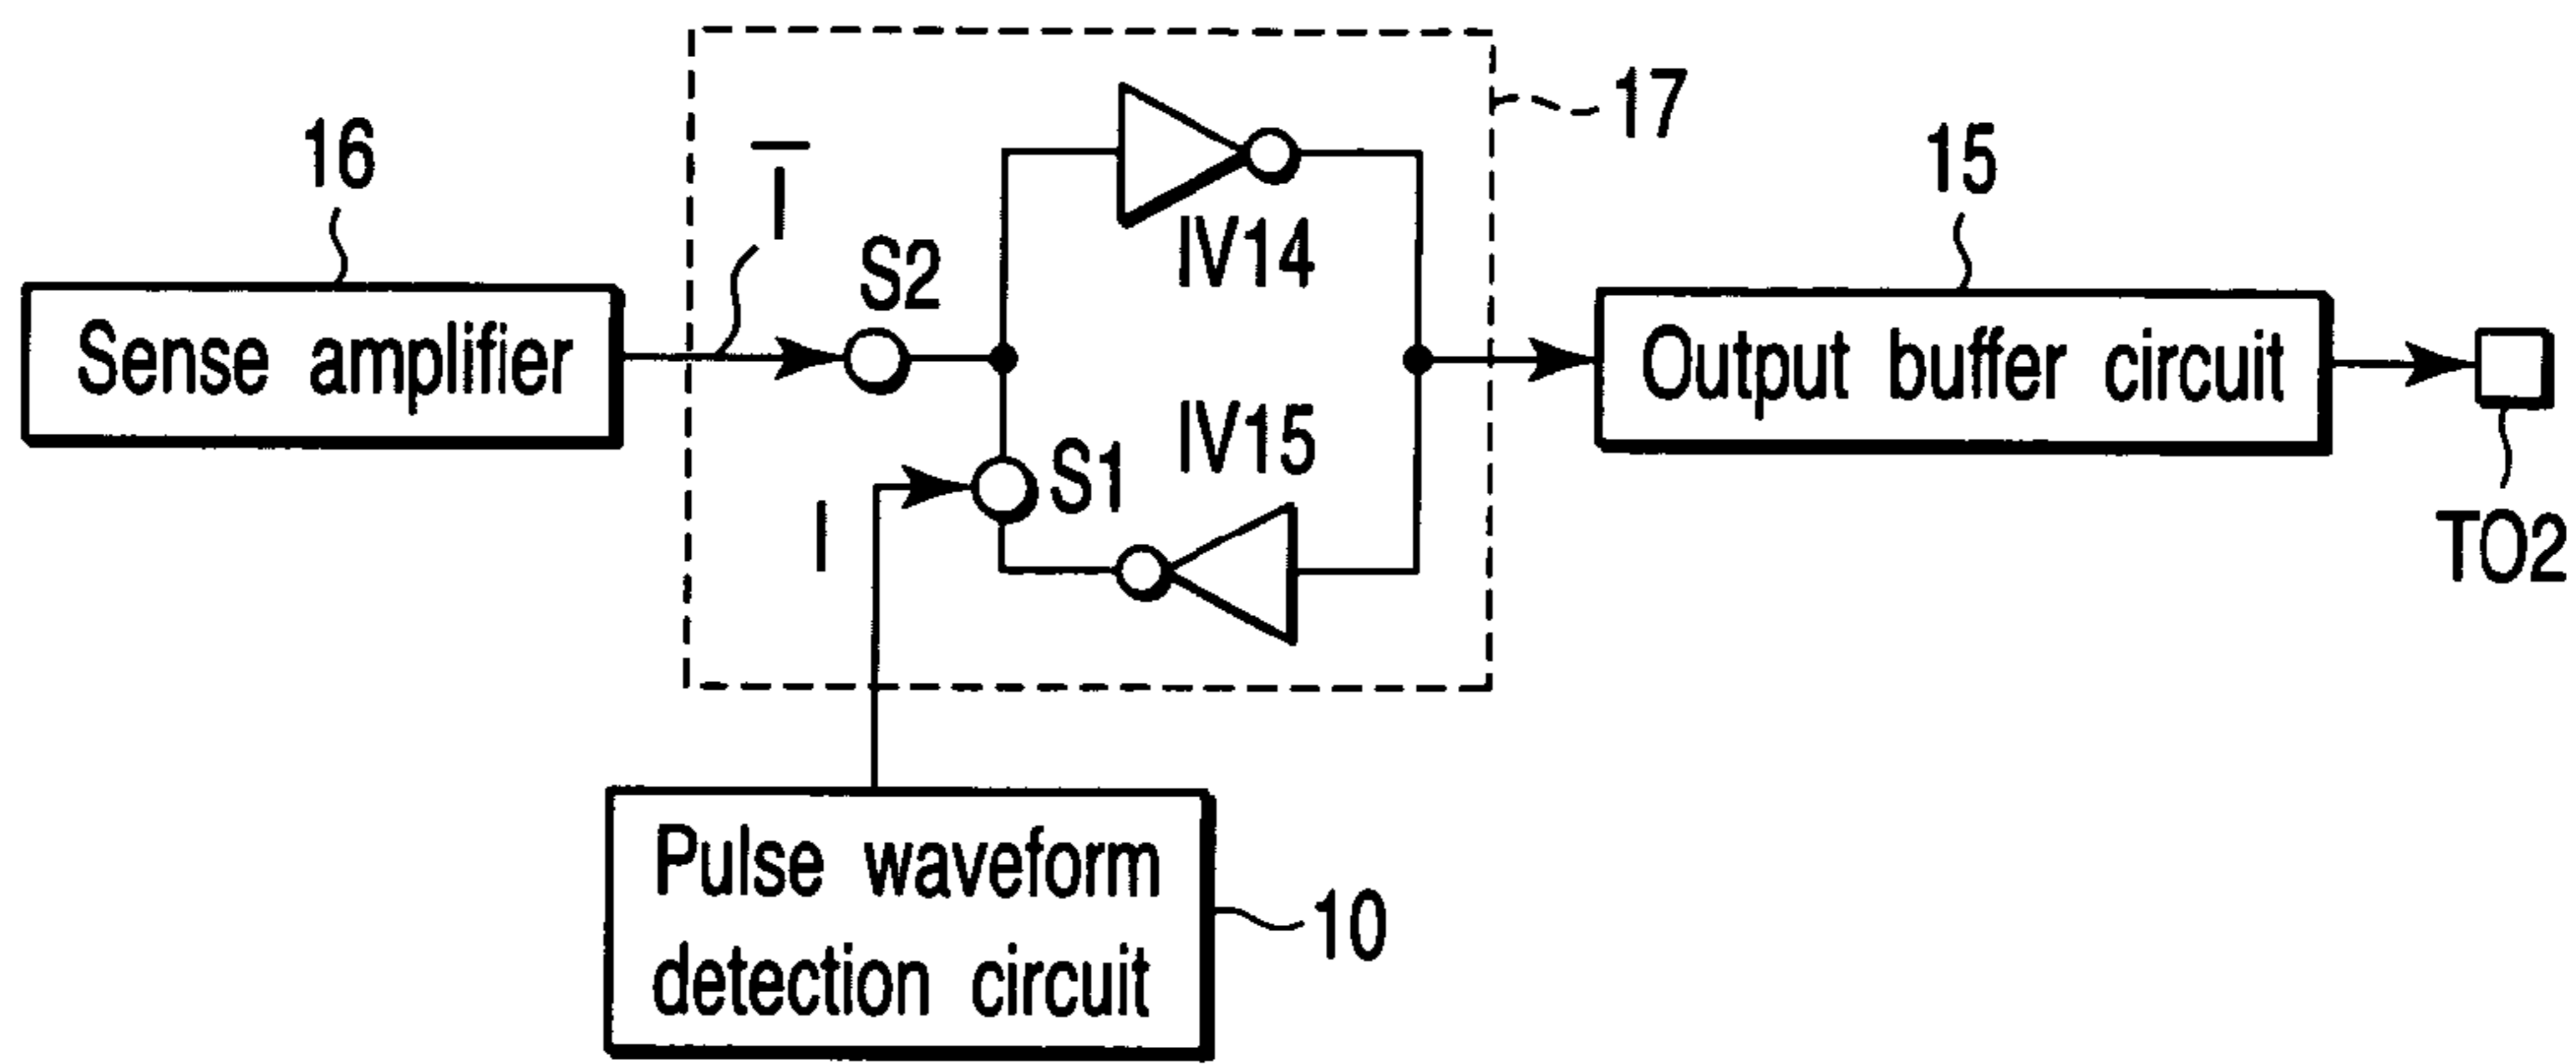 16
Sense amplifier
I̅
S2
IV14
17
15
Output buffer circuit
TO2
I
S1
IV15
Pulse waveform
detection circuit
10